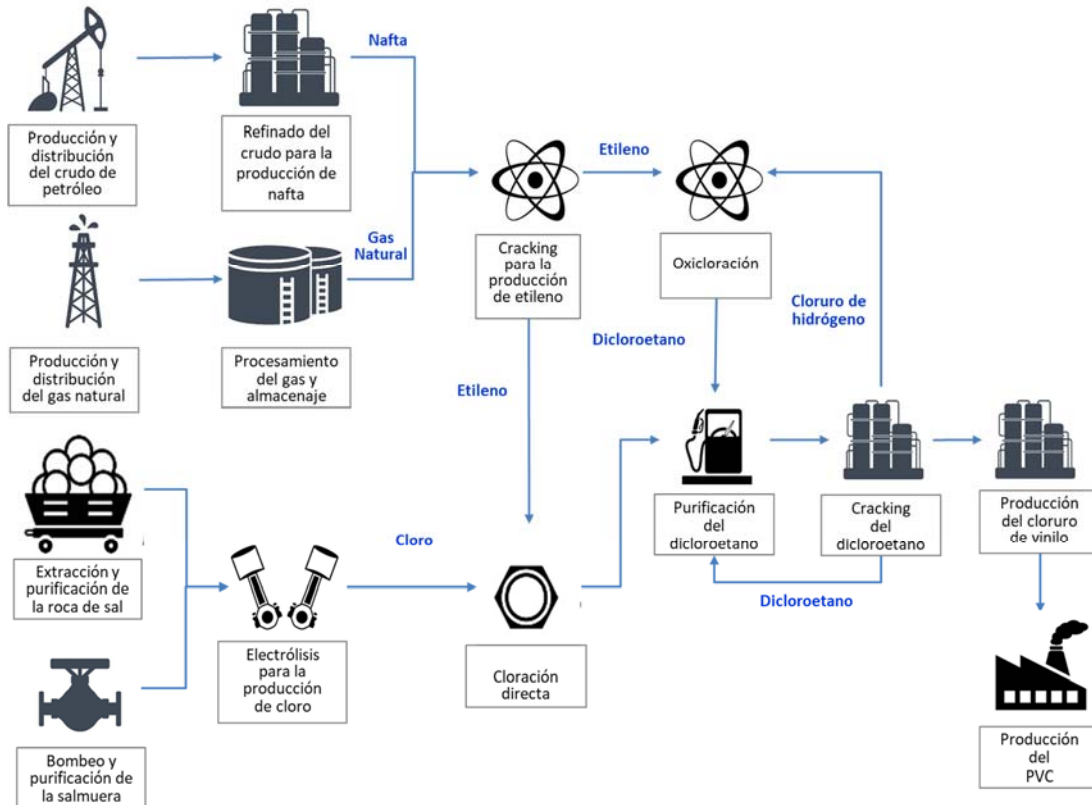 Nafta
Producción y
distribución
del crudo de
petróleo
Refinado del
crudo para la
producción de
nafta
Etileno
Gas
Natural
Cracking
para la
producción
de etileno
Oxicloración
Cloruro de
hidrógeno
Producción y
distribución
del gas natural
Procesamiento
del gas y
almacenaje
Dicloroetano
Etileno
Purificación
del
dicloroetano
Cracking
del
dicloroetano
Producción
del cloruro
de vinilo
Dicloroetano
Extracción y
purificación de
la roca de sal
Cloro
Electrólisis
para la
producción
de cloro
Cloración
directa
Bombeo y
purificación de
la salmuera
Producción
del
PVC